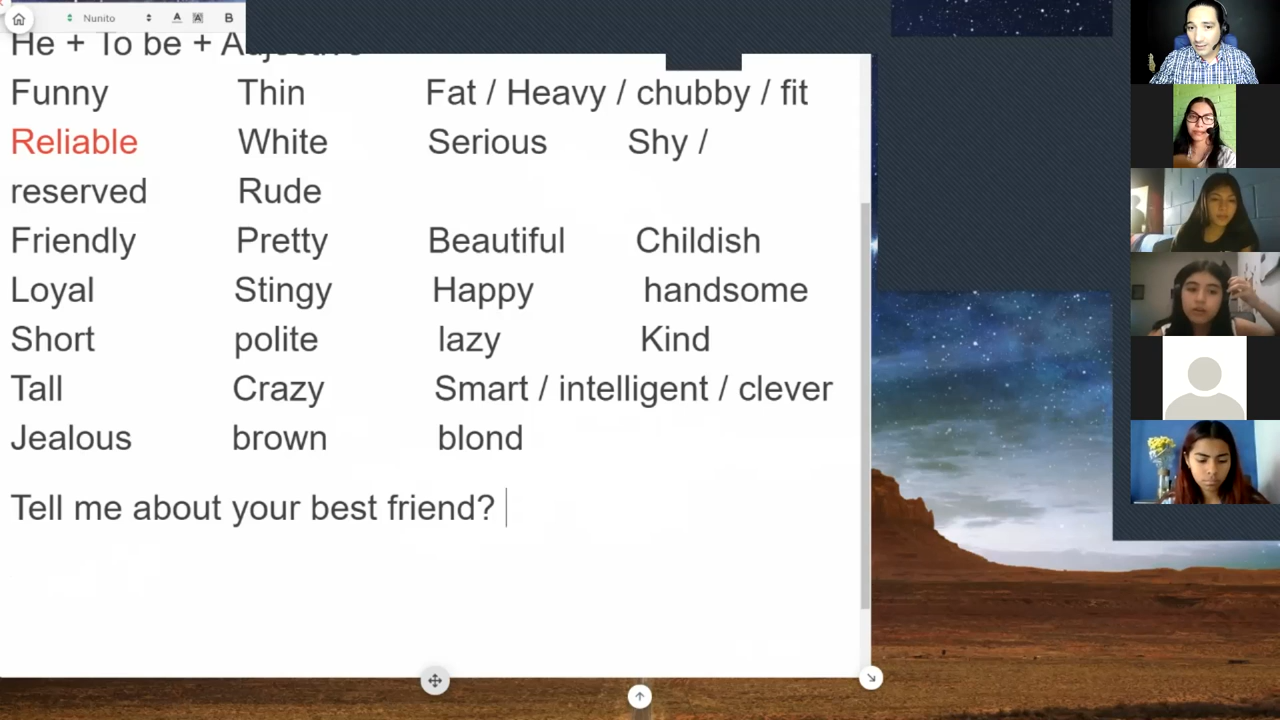 Nunito B
He + To be + Adjective
Funny Thin Fat / Heavy / chubby / fit
Reliable White Serious Shy /
reserved Rude
Friendly Pretty Beautiful Childish
Loyal Stingy Happy handsome
Short polite lazy Kind
Tall Crazy Smart / intelligent / clever
Jealous brown blond
Tell me about your best friend?